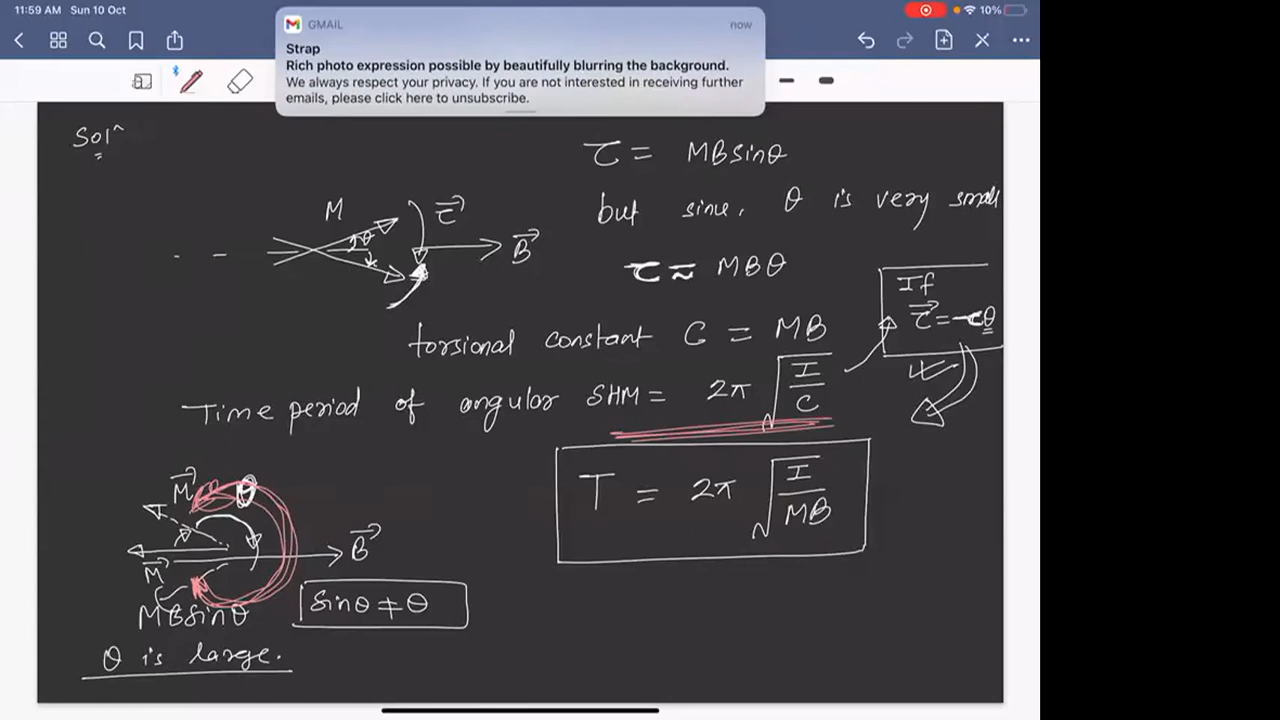 11:59 AM Sun 10 Oct
10%
GMAIL
now
Strap
Rich photo expression possible by beautifully blurring the background.
We always respect your privacy. If you are not interested in receiving further
emails, please click here to unsubscribe.
Solⁿ
τ = MBsinθ
but since, θ is very small
M
τ⃗
θ
B⃗
τ ≈ MBθ
If
τ⃗ = -cθ
torsional constant C = MB
Time period of angular SHM = 2π √(I/C)
T = 2π √(I/MB)
M⃗
θ
B⃗
M⃗
MBsinθ
sinθ ≠ θ
θ is large.